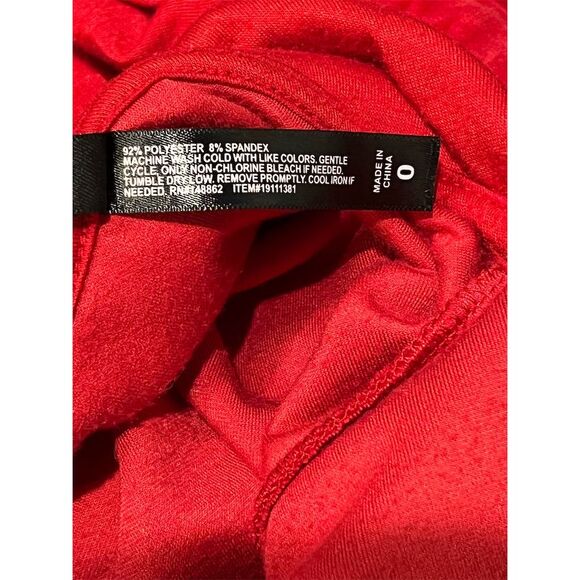 92% POLYESTER 8% SPANDEX
MACHINE WASH COLD WITH LIKE COLORS. GENTLE
CYCLE. ONLY NON-CHLORINE BLEACH IF NEEDED.
TUMBLE DRY LOW. REMOVE PROMPTLY. COOL IRON IF
NEEDED. RN#148862 ITEM#19111381
MADE IN
CHINA
0